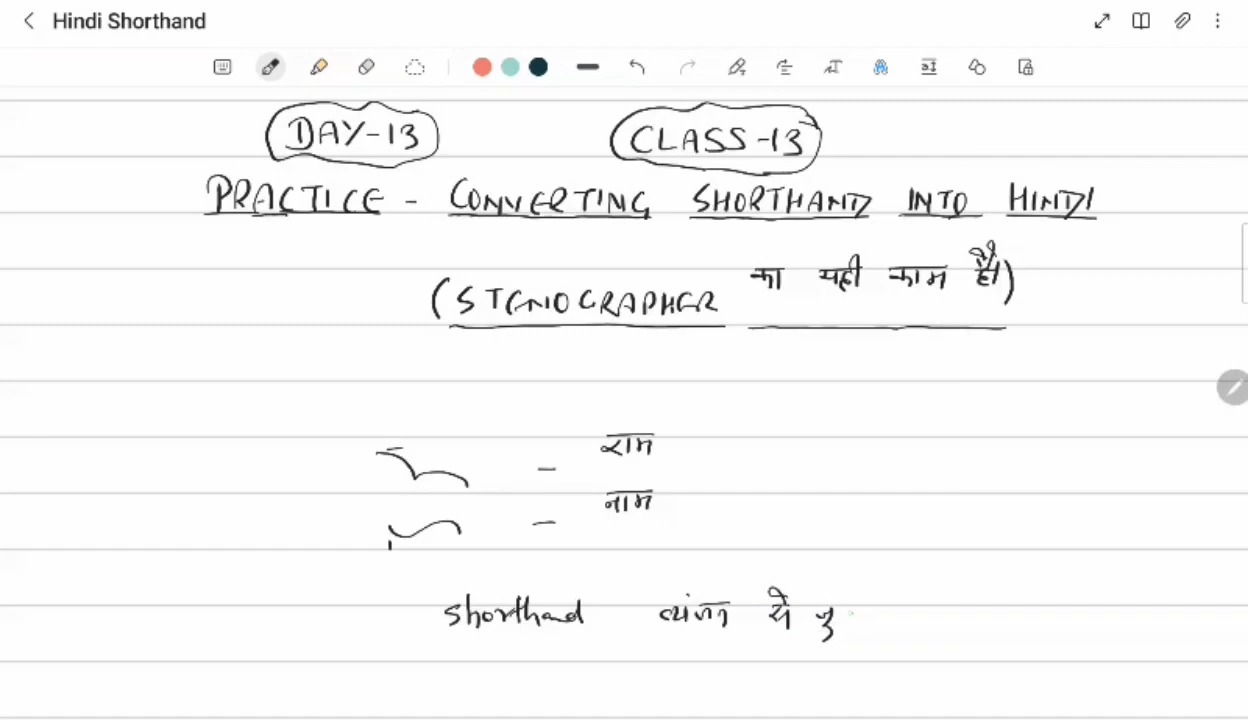 Hindi Shorthand
DAY-13 CLASS-13
PRACTICE - CONVERTING SHORTHAND INTO HINDI
(STENOGRAPHER का यही काम है।)
- राम
- नाम
shorthand व्यंजन ये